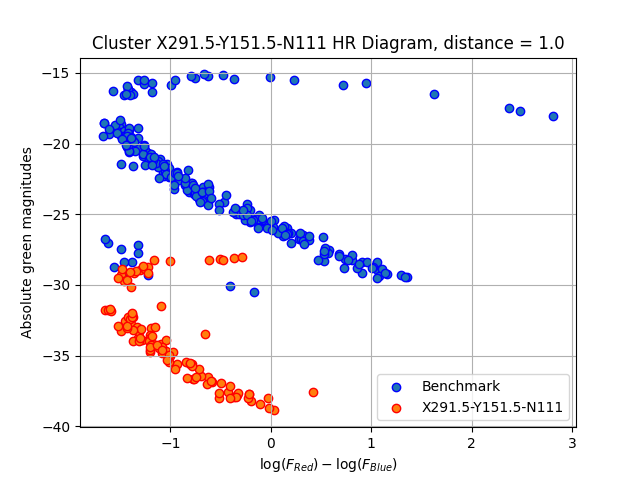 Cluster X291.5-Y151.5-N111 HR Diagram, distance = 1.0
Absolute green magnitudes
−15
−20
−25
−30
−35
−40
−1
0
1
2
3
log(F_Red) − log(F_Blue)
Benchmark
X291.5-Y151.5-N111